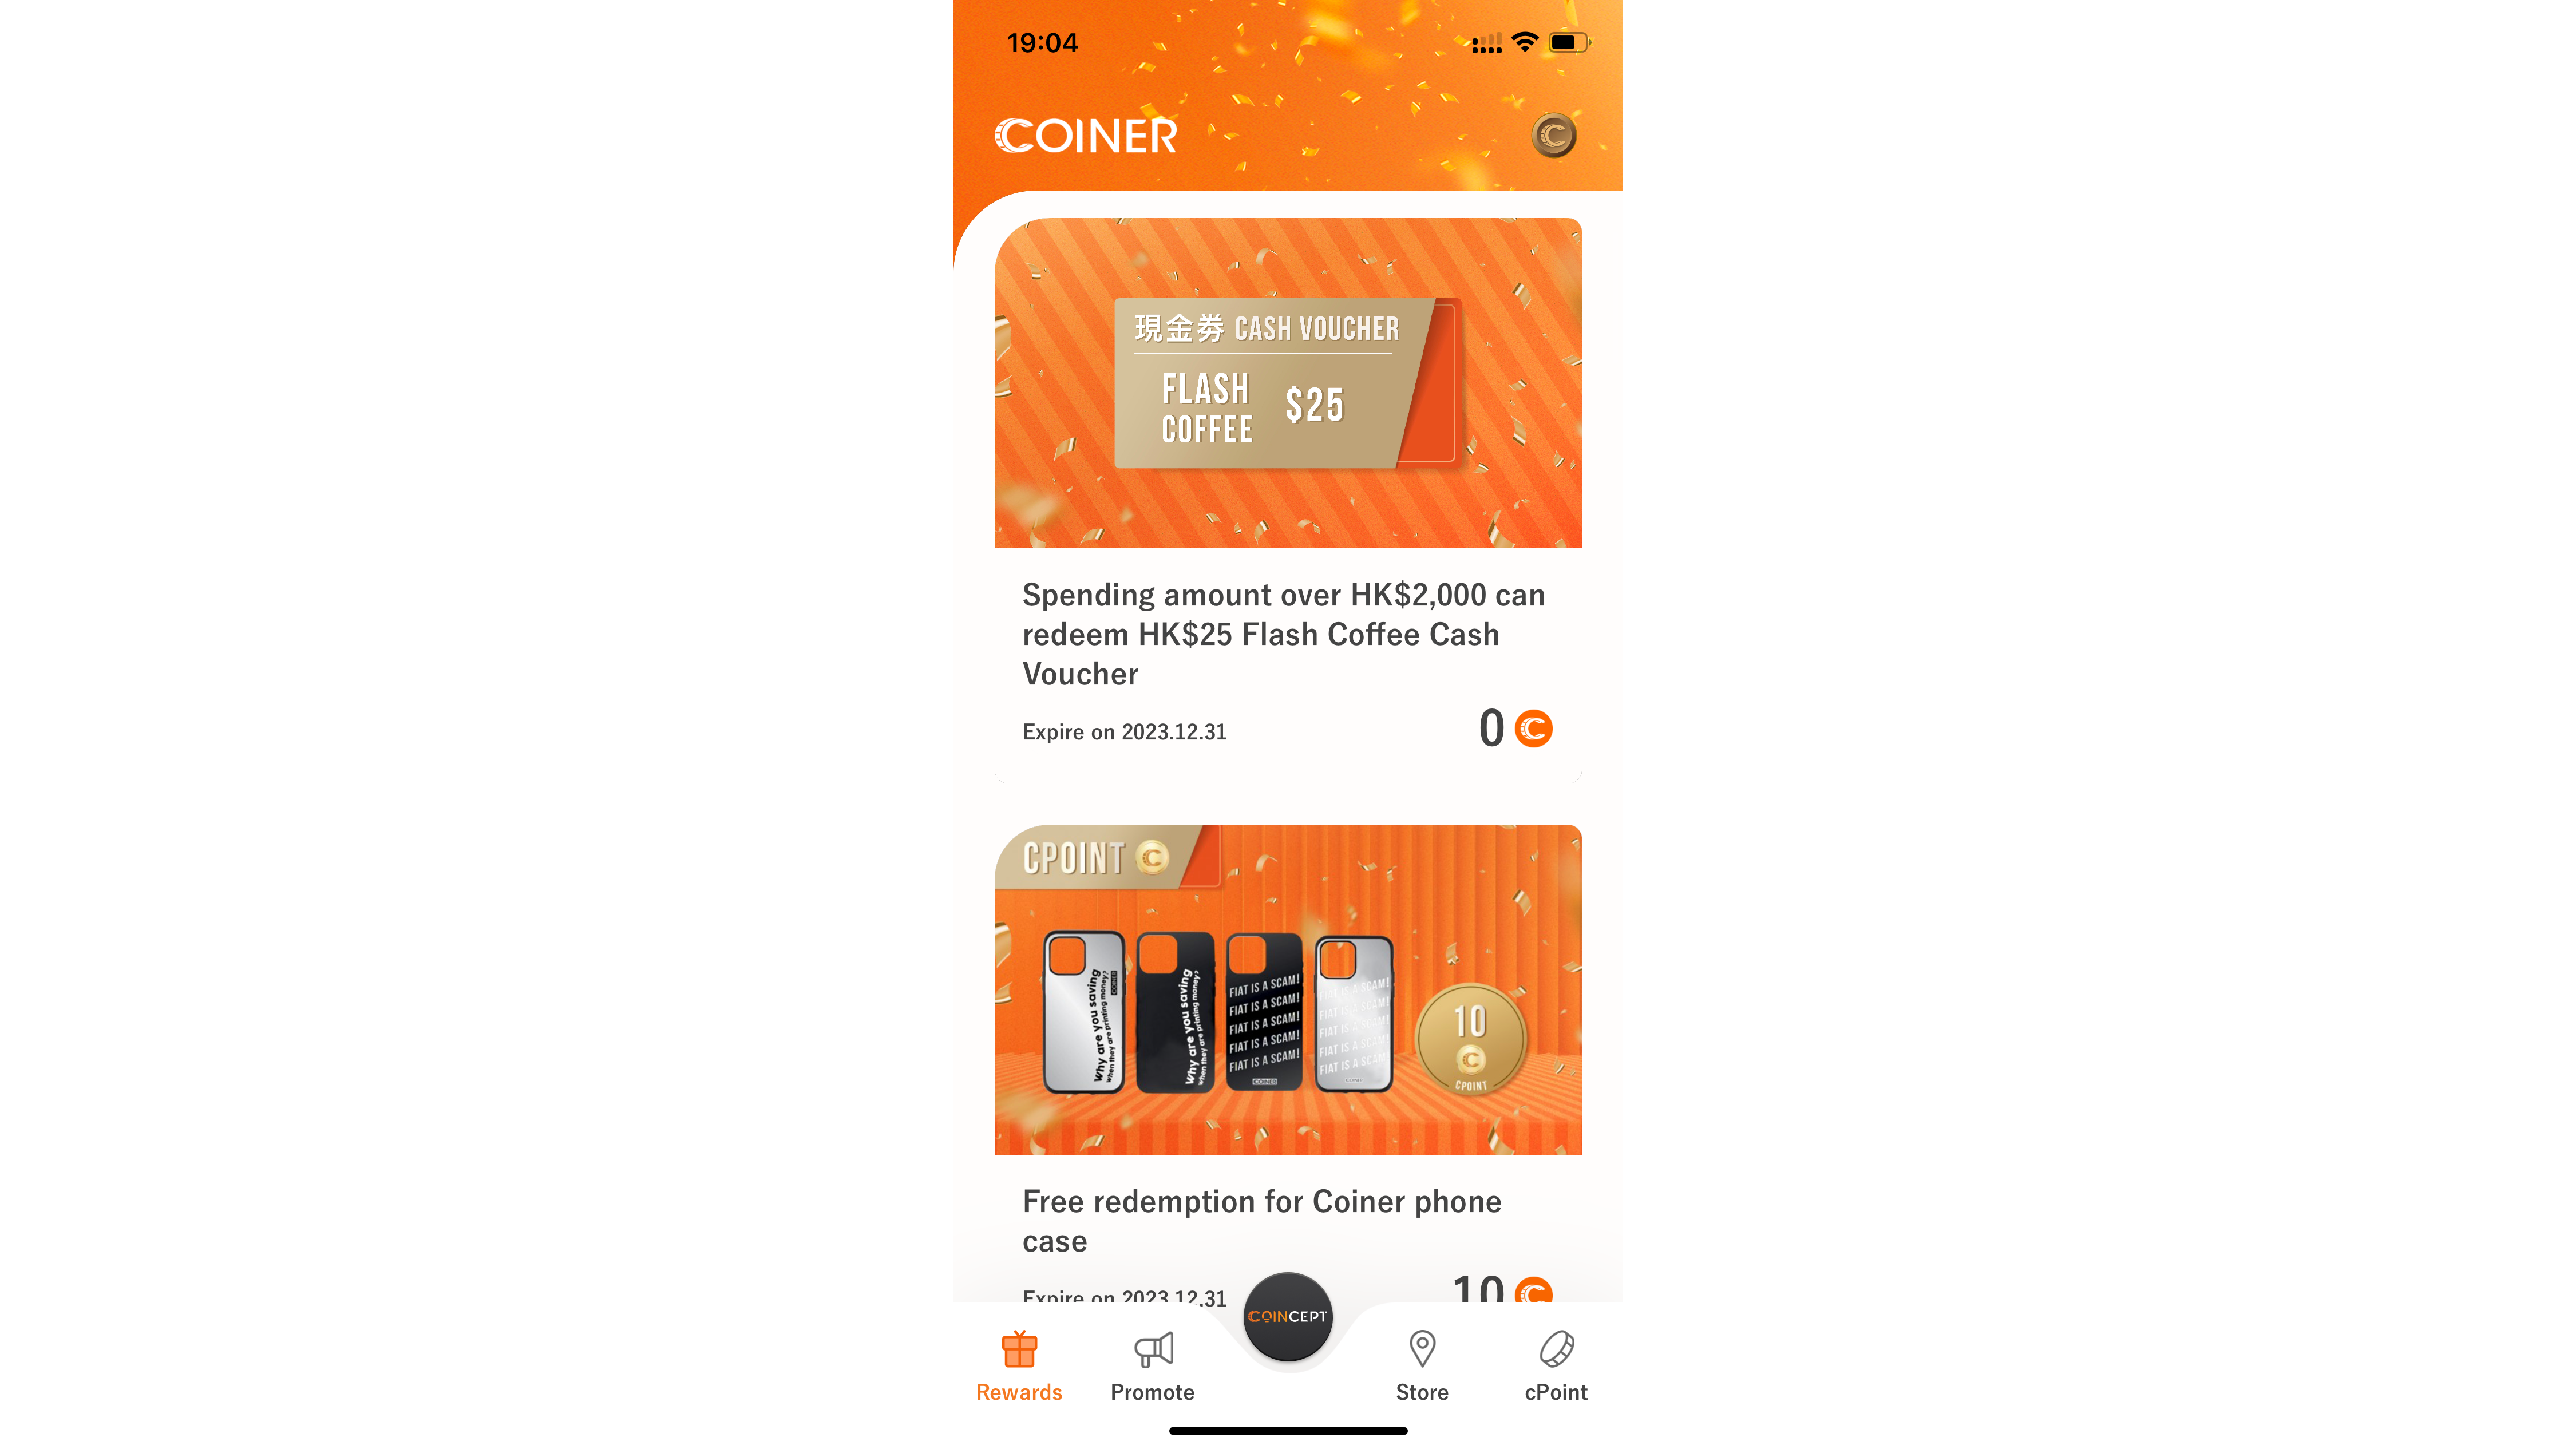 19:04
COINER
現金券 CASH VOUCHER
FLASH
COFFEE
$25
Spending amount over HK$2,000 can
redeem HK$25 Flash Coffee Cash
Voucher
Expire on 2023.12.31
0
CPOINT
Why are you saving
when they are printing money?
COINER
Why are you saving
when they are printing money?
FIAT IS A SCAM!
FIAT IS A SCAM!
FIAT IS A SCAM!
FIAT IS A SCAM!
FIAT IS A SCAM!
COINER
FIAT IS A SCAM!
FIAT IS A SCAM!
FIAT IS A SCAM!
FIAT IS A SCAM!
FIAT IS A SCAM!
COINER
10
CPOINT
Free redemption for Coiner phone
case
Expire on 2023.12.31
10
COINCEPT
Rewards
Promote
Store
cPoint